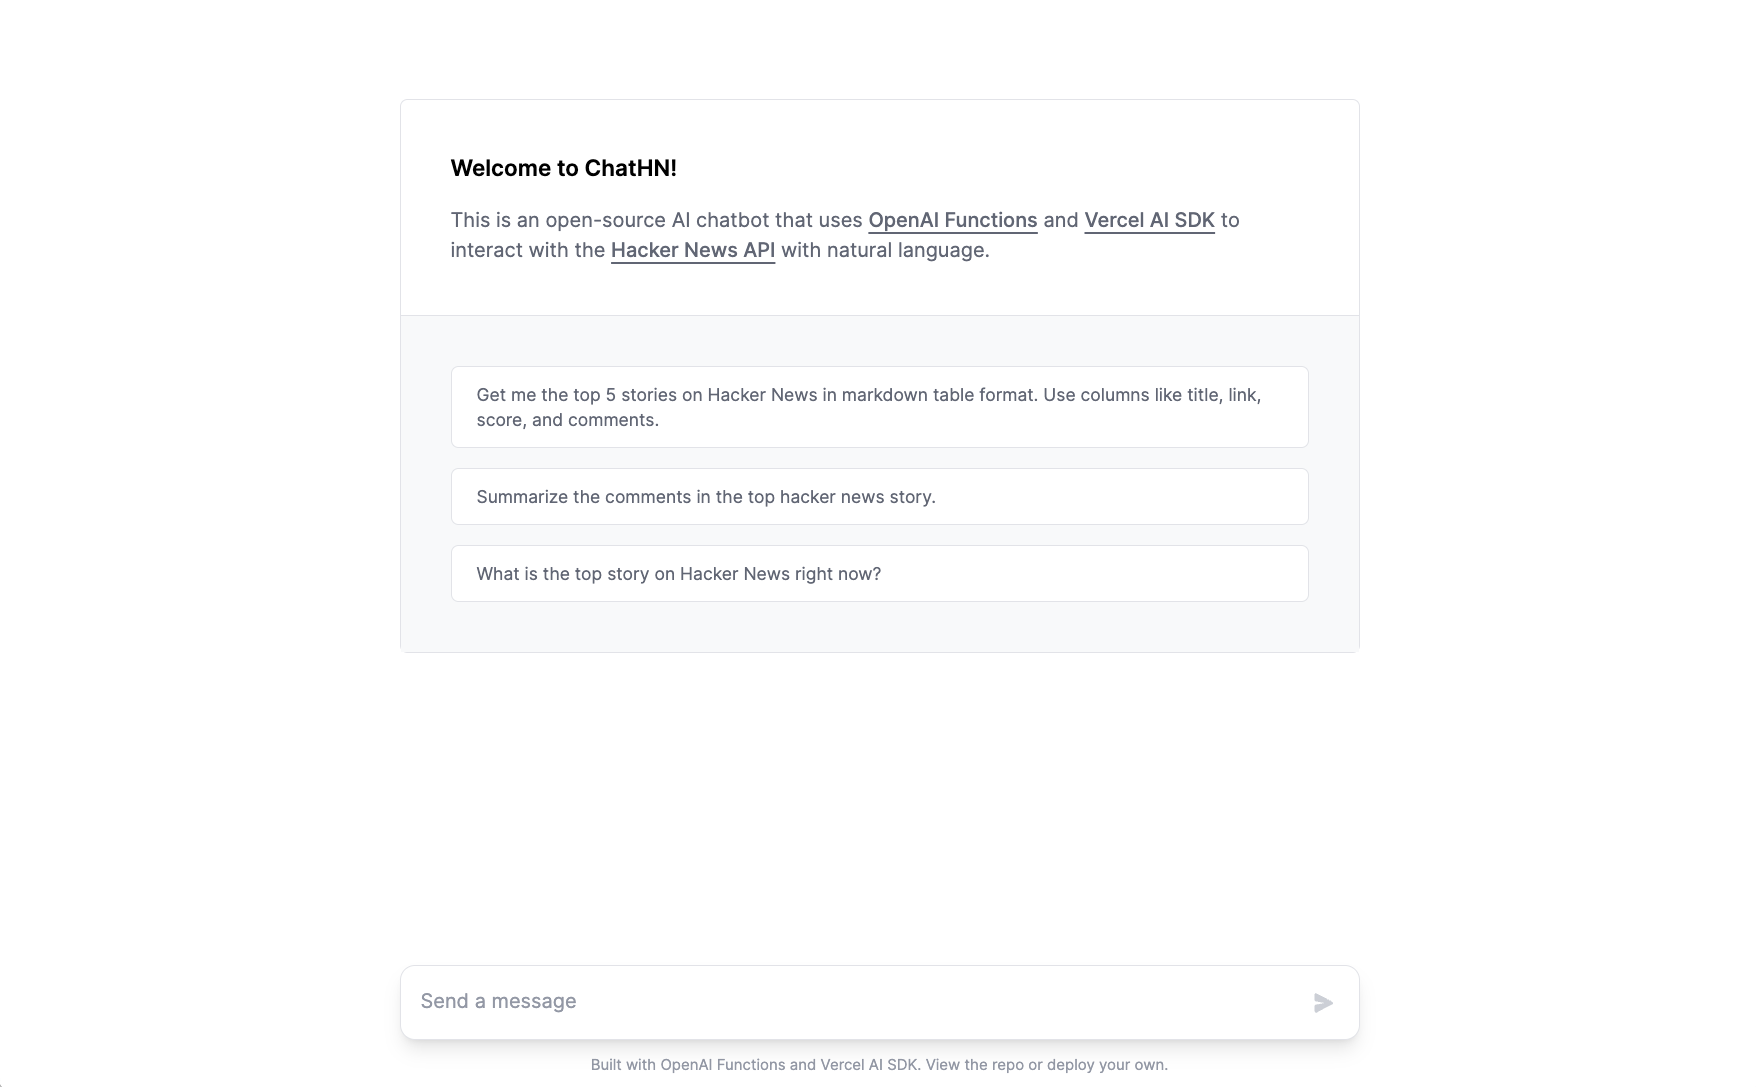 Welcome to ChatHN!
This is an open-source AI chatbot that uses OpenAI Functions and Vercel AI SDK to
interact with the Hacker News API with natural language.
Get me the top 5 stories on Hacker News in markdown table format. Use columns like title, link,
score, and comments.
Summarize the comments in the top hacker news story.
What is the top story on Hacker News right now?
Send a message
Built with OpenAI Functions and Vercel AI SDK. View the repo or deploy your own.